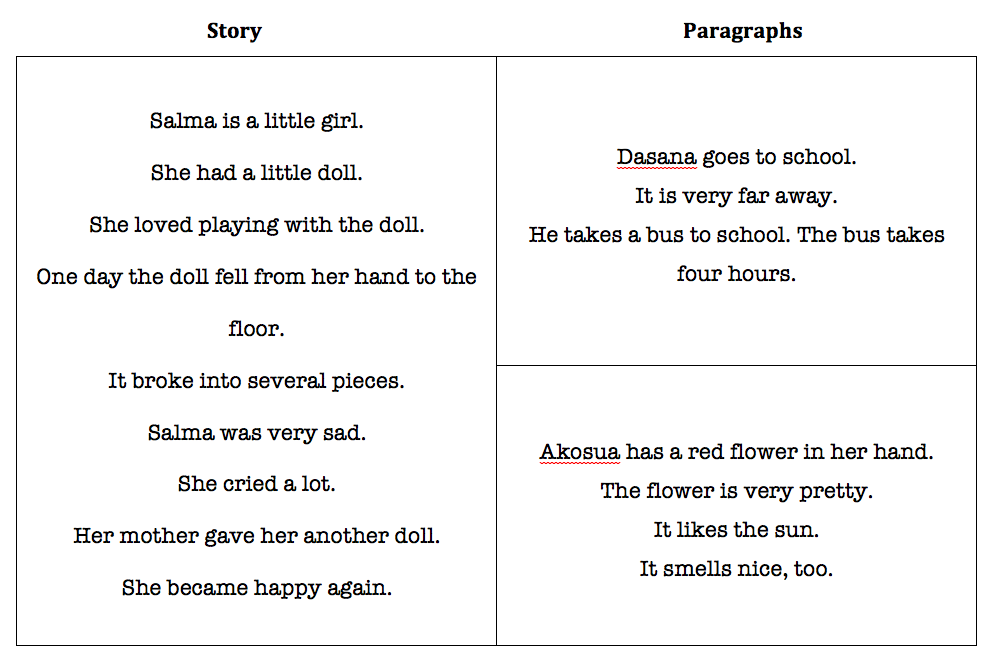 Story
Salma is a little girl.
She had a little doll.
She loved playing with the doll.
One day the doll fell from her hand to the
floor.
It broke into several pieces.
Salma was very sad.
She cried a lot.
Her mother gave her another doll.
She became happy again.
Paragraphs
Dasana goes to school.
It is very far away.
He takes a bus to school. The bus takes
four hours.
Akosua has a red flower in her hand.
The flower is very pretty.
It likes the sun.
It smells nice, too.